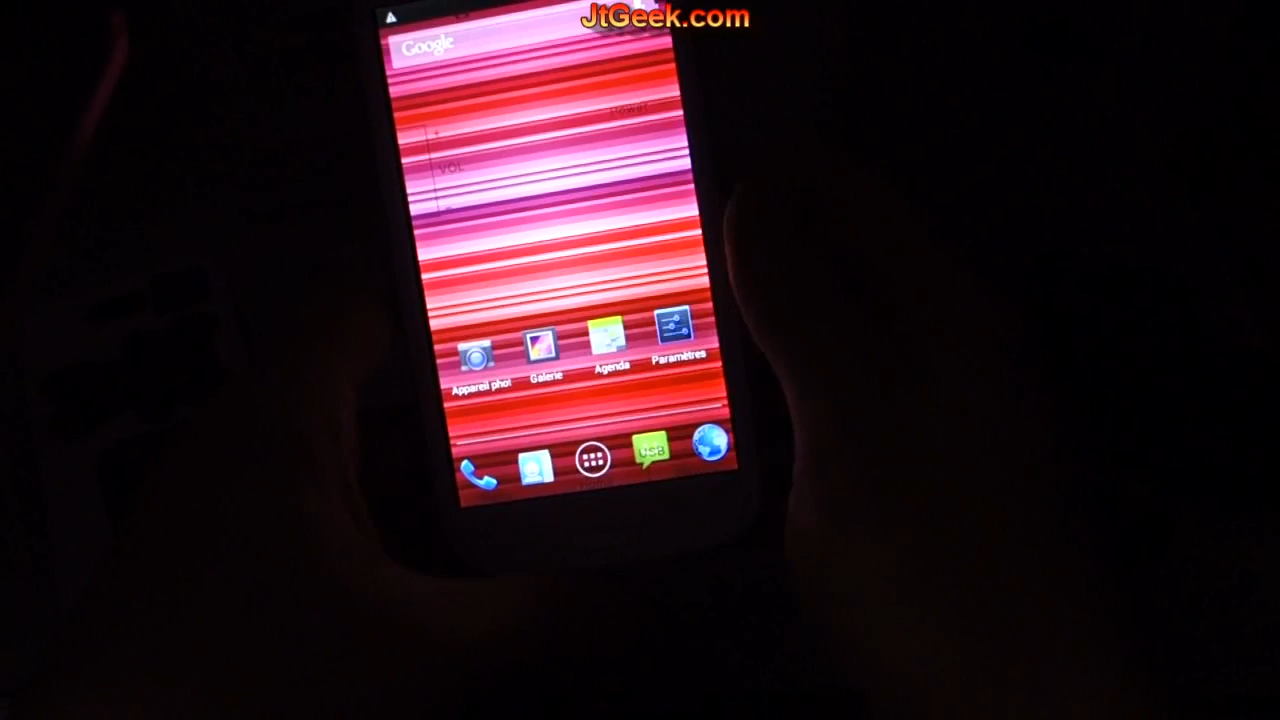 JtGeek.com
Google
Power
+
VOL
-
Appareil phot
Galerie
Agenda
Paramètres
USB